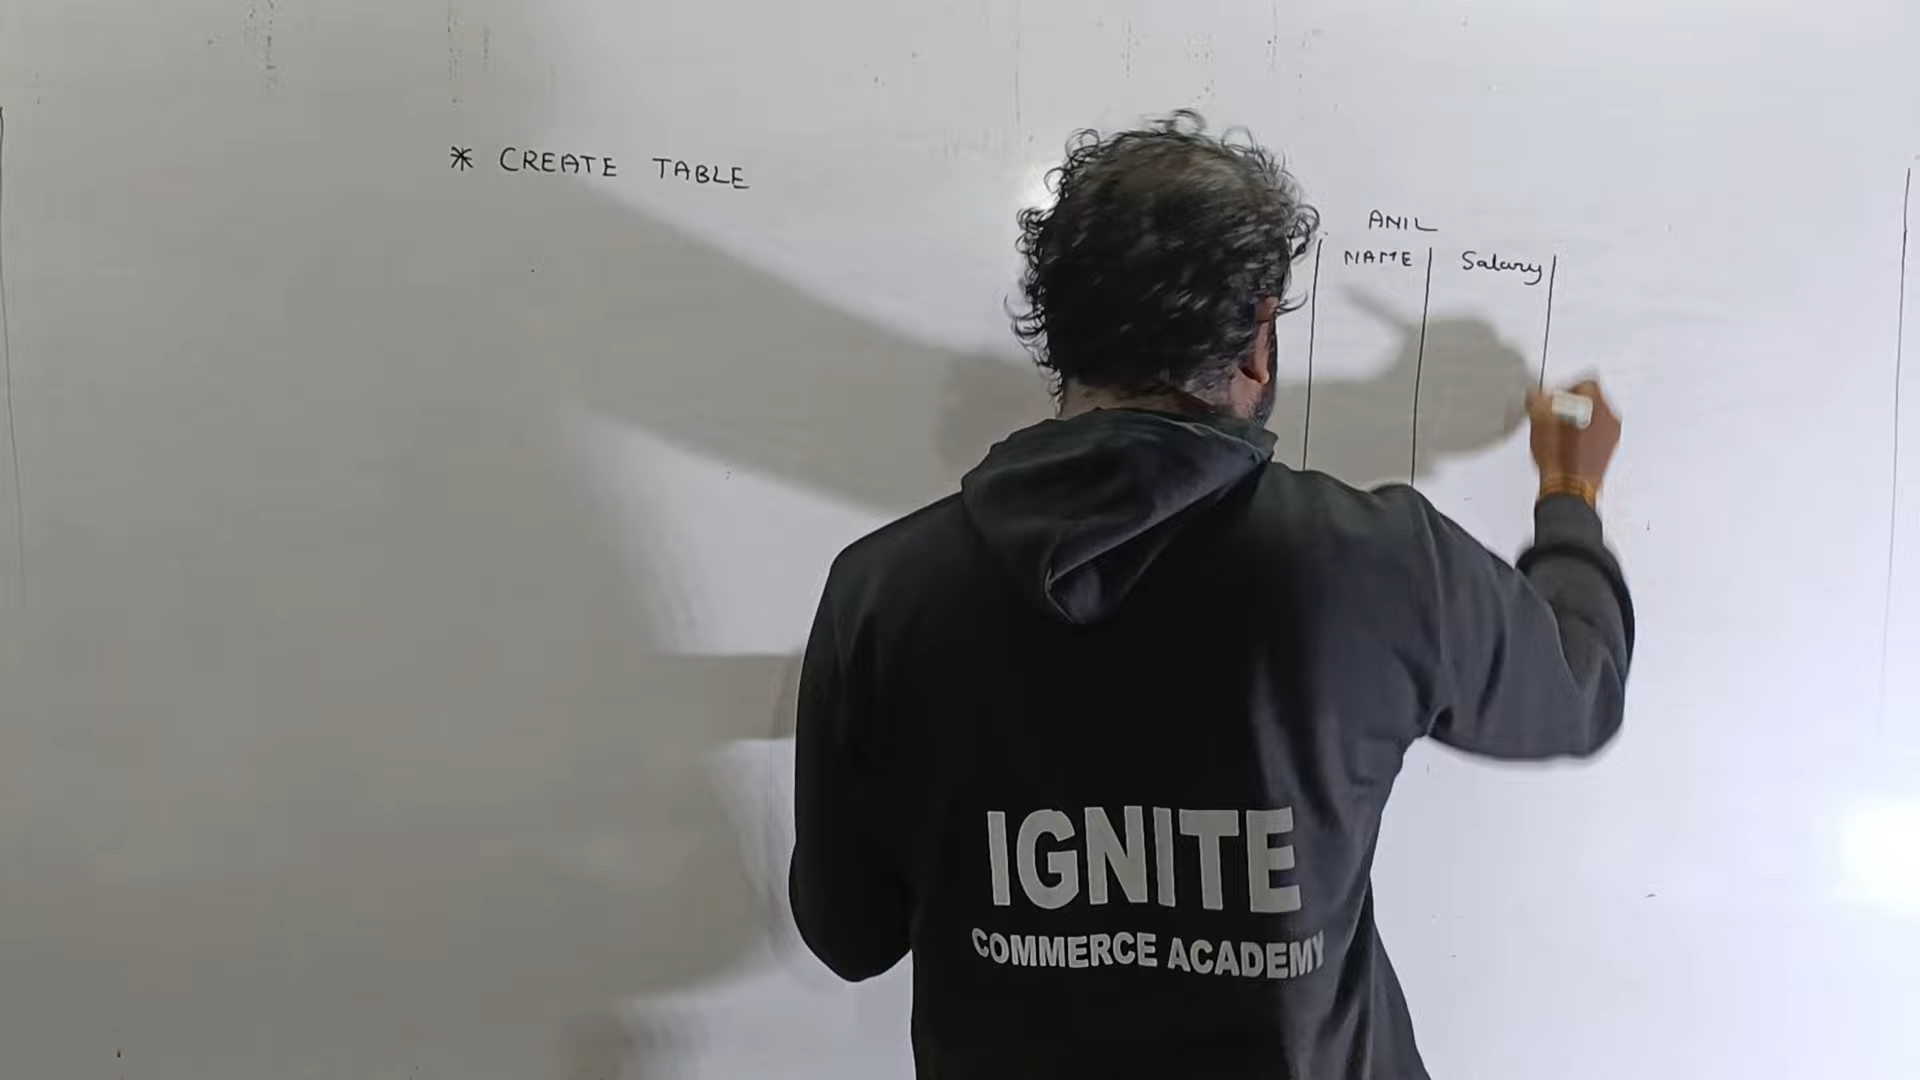 * CREATE TABLE
ANIL
NAME Salary
IGNITE
COMMERCE ACADEMY